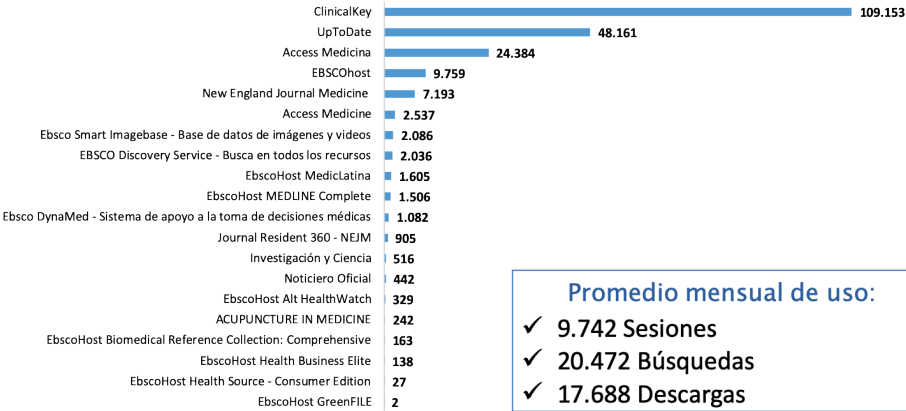 ClinicalKey 109.153
UpToDate 48.161
Access Medicina 24.384
EBSCOhost 9.759
New England Journal Medicine 7.193
Access Medicine 2.537
Ebsco Smart Imagebase - Base de datos de imágenes y videos 2.086
EBSCO Discovery Service - Busca en todos los recursos 2.036
EbscoHost MedicLatina 1.605
EbscoHost MEDLINE Complete 1.506
Ebsco DynaMed - Sistema de apoyo a la toma de decisiones médicas 1.082
Journal Resident 360 - NEJM 905
Investigación y Ciencia 516
Noticiero Oficial 442
EbscoHost Alt HealthWatch 329
ACUPUNCTURE IN MEDICINE 242
EbscoHost Biomedical Reference Collection: Comprehensive 163
EbscoHost Health Business Elite 138
EbscoHost Health Source - Consumer Edition 27
EbscoHost GreenFILE 2
Promedio mensual de uso:
✓ 9.742 Sesiones
✓ 20.472 Búsquedas
✓ 17.688 Descargas